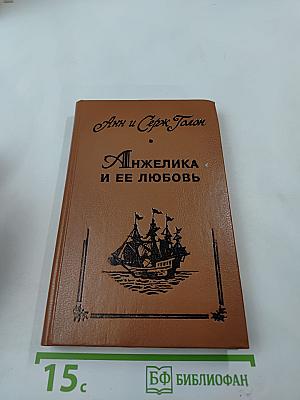 Анн и Серж Голон
АНЖЕЛИКА
И ЕЕ ЛЮБОВЬ
15с
БФ БИБЛИОФАН